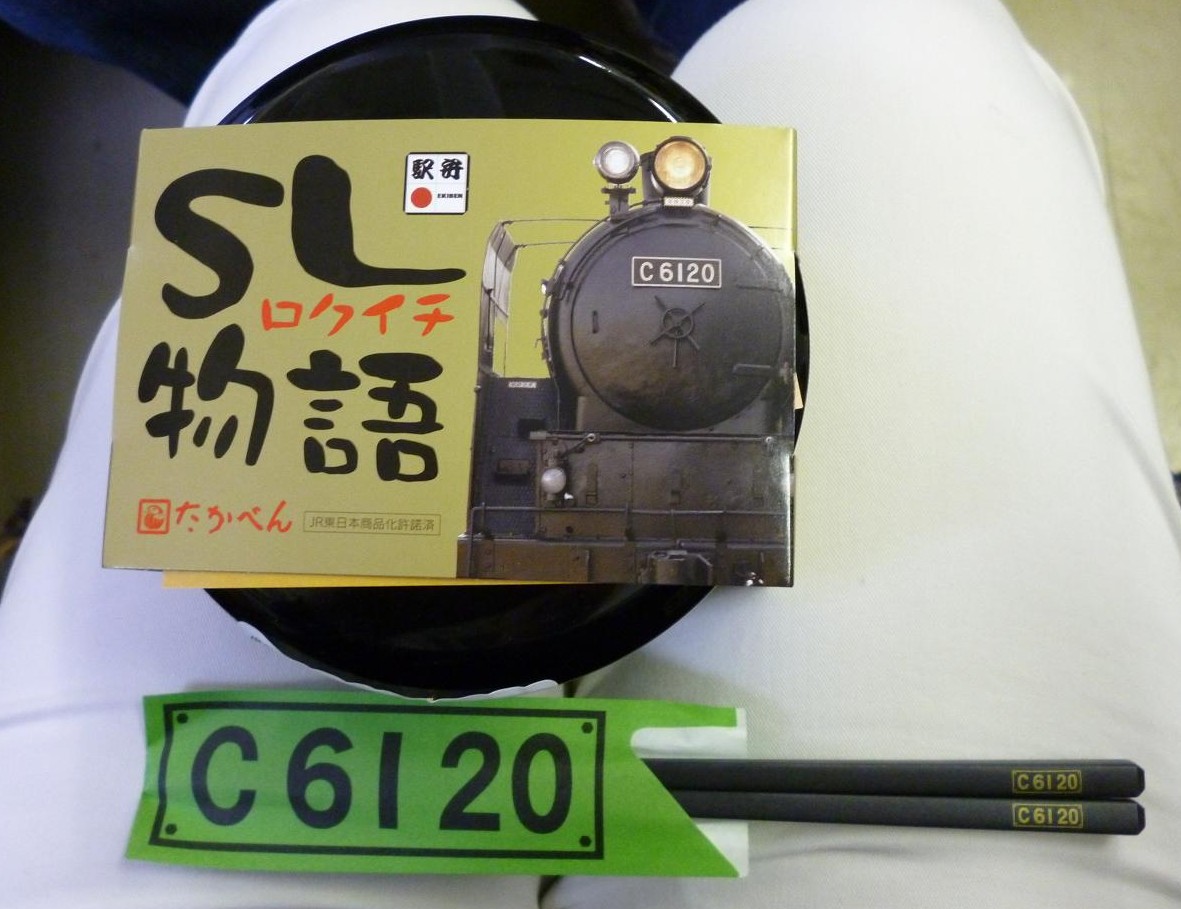 SL
駅弁
EKIBEN
ロクイチ
物語
たかべん
JR東日本商品化許諾済
C6120
C6120
C6120
C6120